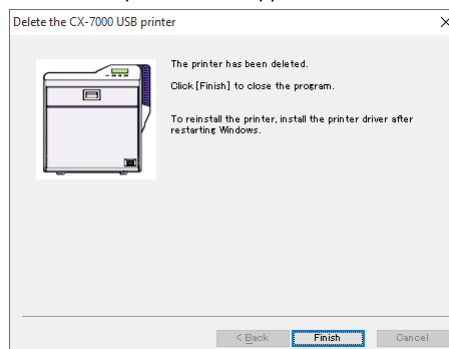 Delete the CX-7000 USB printer
The printer has been deleted.
Click [Finish] to close the program.
To reinstall the printer, install the printer driver after
restarting Windows.
< Back Finish Cancel